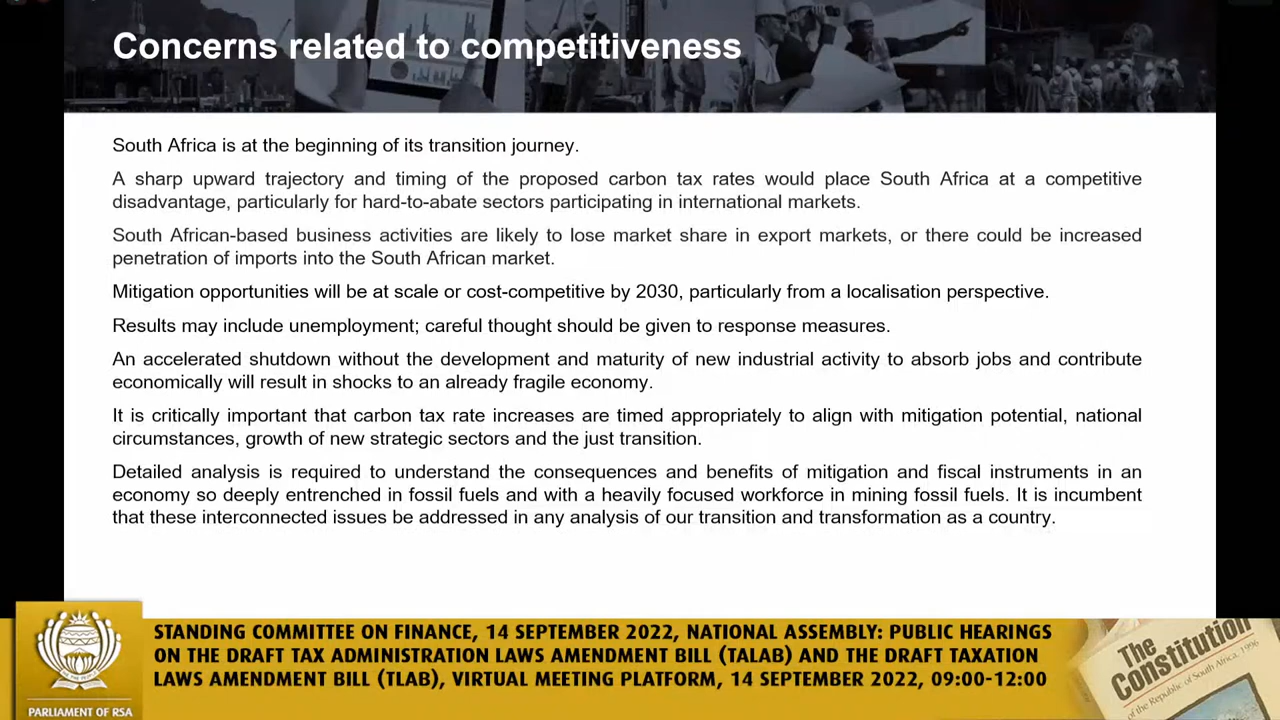 Concerns related to competitiveness
South Africa is at the beginning of its transition journey.
A sharp upward trajectory and timing of the proposed carbon tax rates would place South Africa at a competitive
disadvantage, particularly for hard-to-abate sectors participating in international markets.
South African-based business activities are likely to lose market share in export markets, or there could be increased
penetration of imports into the South African market.
Mitigation opportunities will be at scale or cost-competitive by 2030, particularly from a localisation perspective.
Results may include unemployment; careful thought should be given to response measures.
An accelerated shutdown without the development and maturity of new industrial activity to absorb jobs and contribute
economically will result in shocks to an already fragile economy.
It is critically important that carbon tax rate increases are timed appropriately to align with mitigation potential, national
circumstances, growth of new strategic sectors and the just transition.
Detailed analysis is required to understand the consequences and benefits of mitigation and fiscal instruments in an
economy so deeply entrenched in fossil fuels and with a heavily focused workforce in mining fossil fuels. It is incumbent
that these interconnected issues be addressed in any analysis of our transition and transformation as a country.
STANDING COMMITTEE ON FINANCE, 14 SEPTEMBER 2022, NATIONAL ASSEMBLY: PUBLIC HEARINGS
ON THE DRAFT TAX ADMINISTRATION LAWS AMENDMENT BILL (TALAB) AND THE DRAFT TAXATION
LAWS AMENDMENT BILL (TLAB), VIRTUAL MEETING PLATFORM, 14 SEPTEMBER 2022, 09:00-12:00
PARLIAMENT OF RSA
The
Constitution
of the Republic of South Africa, 1996